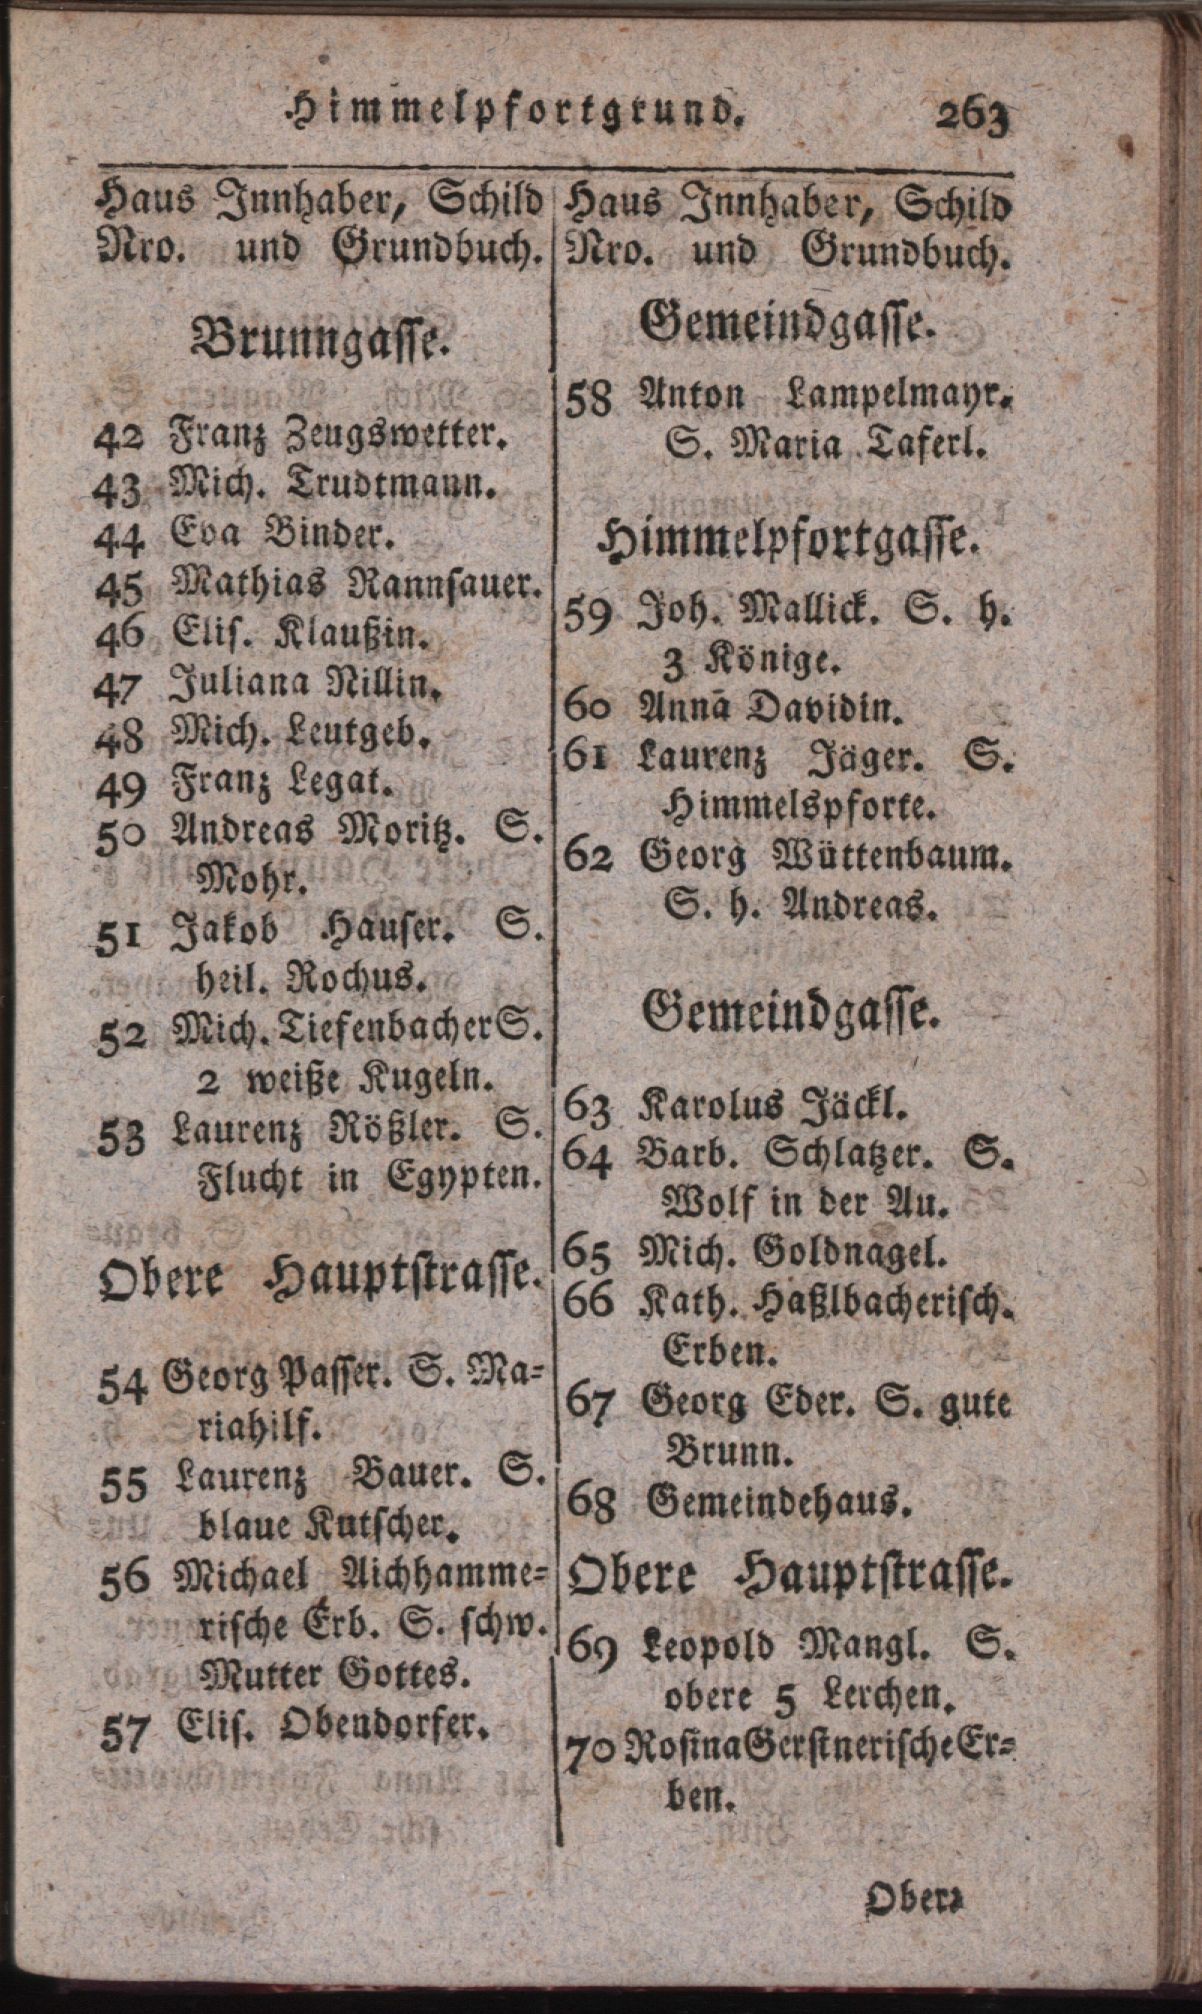 Himmelpfortgrund. 263
Haus Innhaber, Schild
Nro. und Grundbuch.
Brunngasse.
42 Franz Zeugswetter.
43 Mich. Trudtmann.
44 Eva Binder.
45 Mathias Rannsauer.
46 Elis. Klaußin.
47 Juliana Nillin.
48 Mich. Leutgeb.
49 Franz Legat.
50 Andreas Moritz. S.
Mohr.
51 Jakob Hauser. S.
heil. Rochus.
52 Mich. Tiefenbacher S.
2 weiße Kugeln.
53 Laurenz Rößler. S.
Flucht in Egypten.
Obere Hauptstrasse.
54 Georg Passer. S. Ma-
riahilf.
55 Laurenz Bauer. S.
blaue Kutscher.
56 Michael Aichhamme-
rische Erb. S. schw.
Mutter Gottes.
57 Elis. Obendorfer.
Haus Innhaber, Schild
Nro. und Grundbuch.
Gemeindgasse.
58 Anton Lampelmayr.
S. Maria Taferl.
Himmelpfortgasse.
59 Joh. Mallick. S. h.
3 Könige.
60 Annā Davidin.
61 Laurenz Jäger. S.
Himmelspforte.
62 Georg Wüttenbaum.
S. h. Andreas.
Gemeindgasse.
63 Karolus Jäckl.
64 Barb. Schlatzer. S.
Wolf in der Au.
65 Mich. Goldnagel.
66 Kath. Haßlbacherisch.
Erben.
67 Georg Eder. S. gute
Brunn.
68 Gemeindehaus.
Obere Hauptstrasse.
69 Leopold Mangl. S.
obere 5 Lerchen.
70 Rosina Gerstnerische Er-
ben.
Ober-